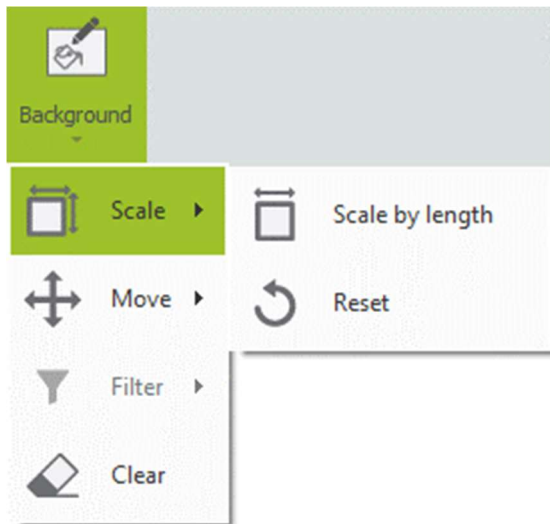 Background
Scale
Scale by length
Move
Reset
Filter
Clear